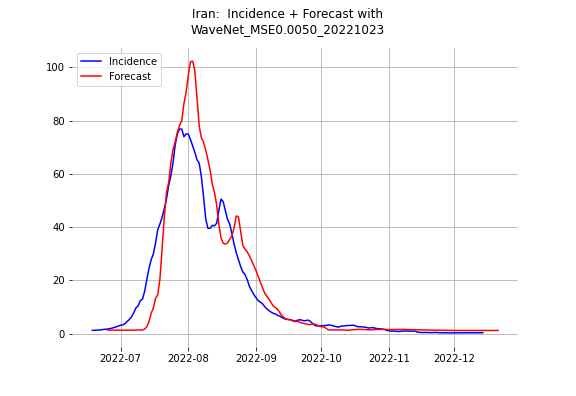 Iran:  Incidence + Forecast with
WaveNet_MSE0.0050_20221023
Incidence
Forecast
100
80
60
40
20
0
2022-07 2022-08 2022-09 2022-10 2022-11 2022-12